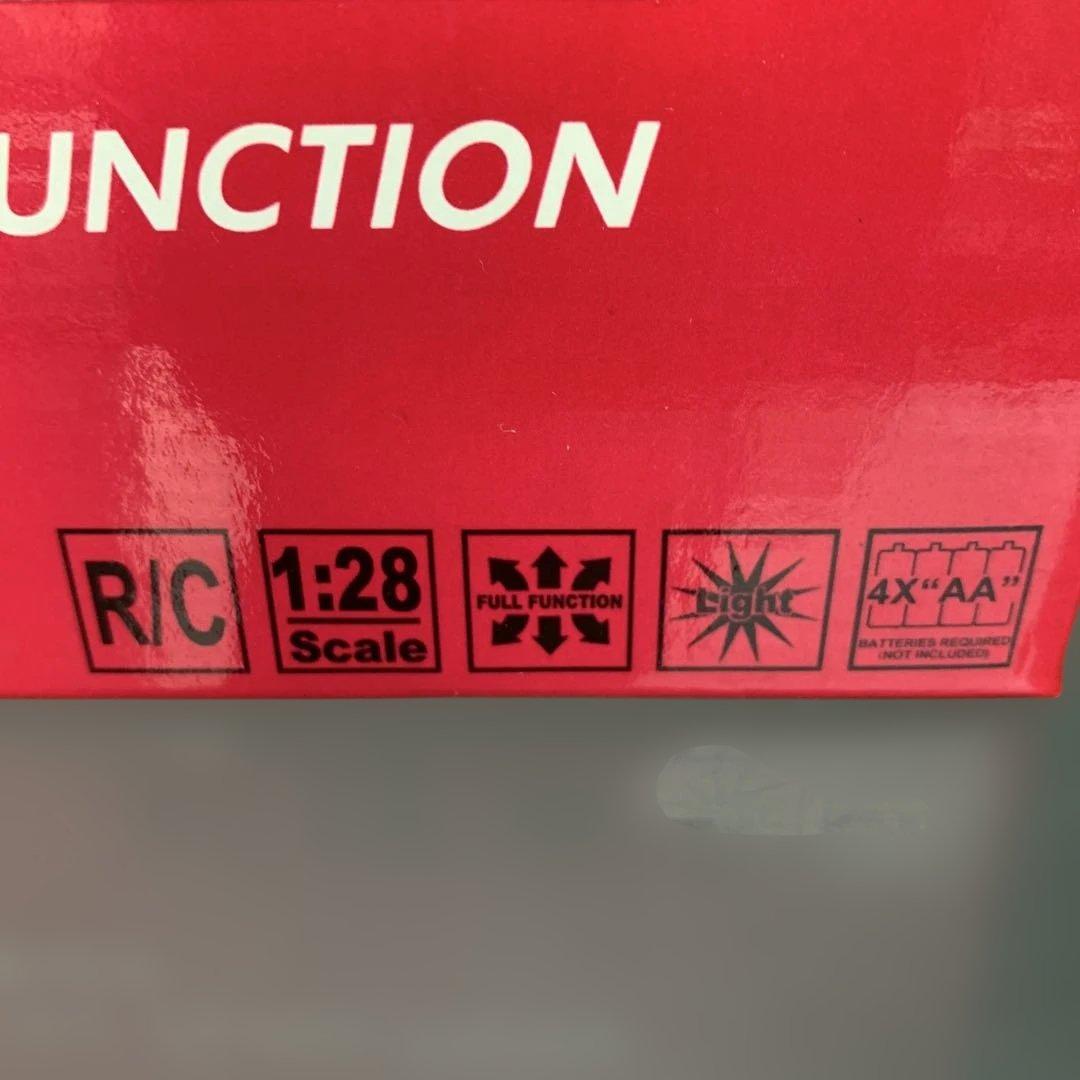 UNCTION
R/C
1:28
Scale
FULL FUNCTION
Light
4X“AA”
BATTERIES REQUIRED
(NOT INCLUDED)